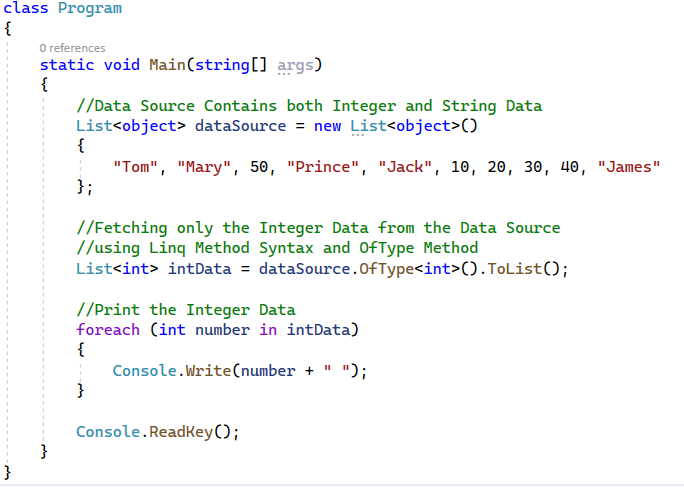 class Program
{
0 references
static void Main(string[] args)
{
//Data Source Contains both Integer and String Data
List<object> dataSource = new List<object>()
{
"Tom", "Mary", 50, "Prince", "Jack", 10, 20, 30, 40, "James"
};
//Fetching only the Integer Data from the Data Source
//using Linq Method Syntax and OfType Method
List<int> intData = dataSource.OfType<int>().ToList();
//Print the Integer Data
foreach (int number in intData)
{
Console.Write(number + " ");
}
Console.ReadKey();
}
}